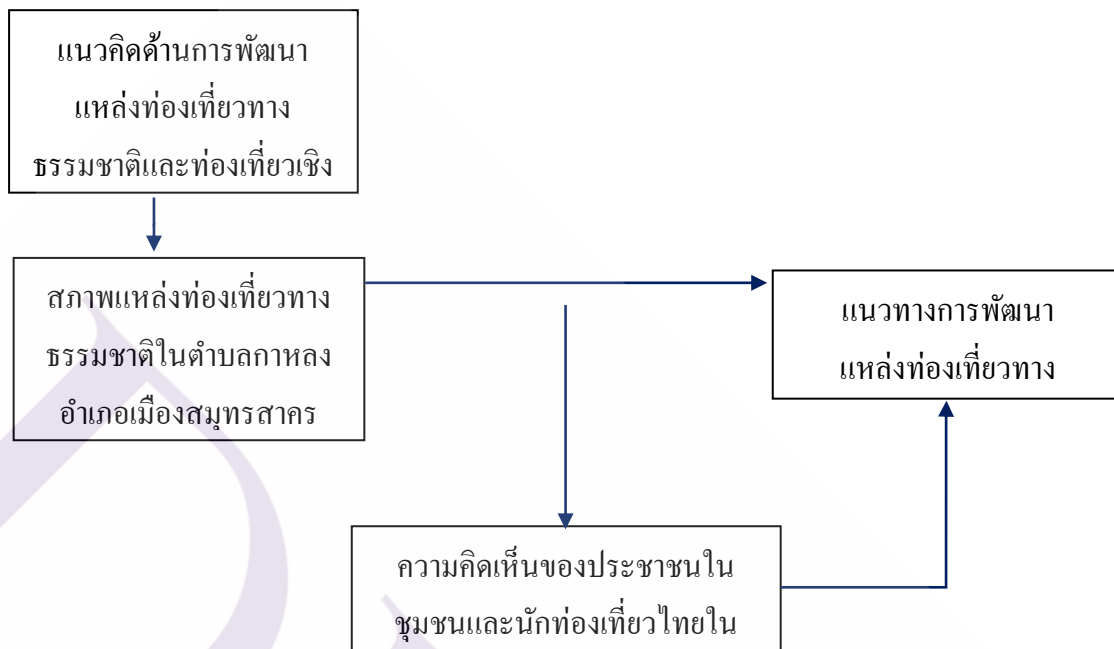 แนวคิดด้านการพัฒนา
แหล่งท่องเที่ยวทาง
ธรรมชาติและท่องเที่ยวเชิง
สภาพแหล่งท่องเที่ยวทาง
ธรรมชาติในตำบลกาหลง
อำเภอเมืองสมุทรสาคร
แนวทางการพัฒนา
แหล่งท่องเที่ยวทาง
ความคิดเห็นของประชาชนใน
ชุมชนและนักท่องเที่ยวไทยใน